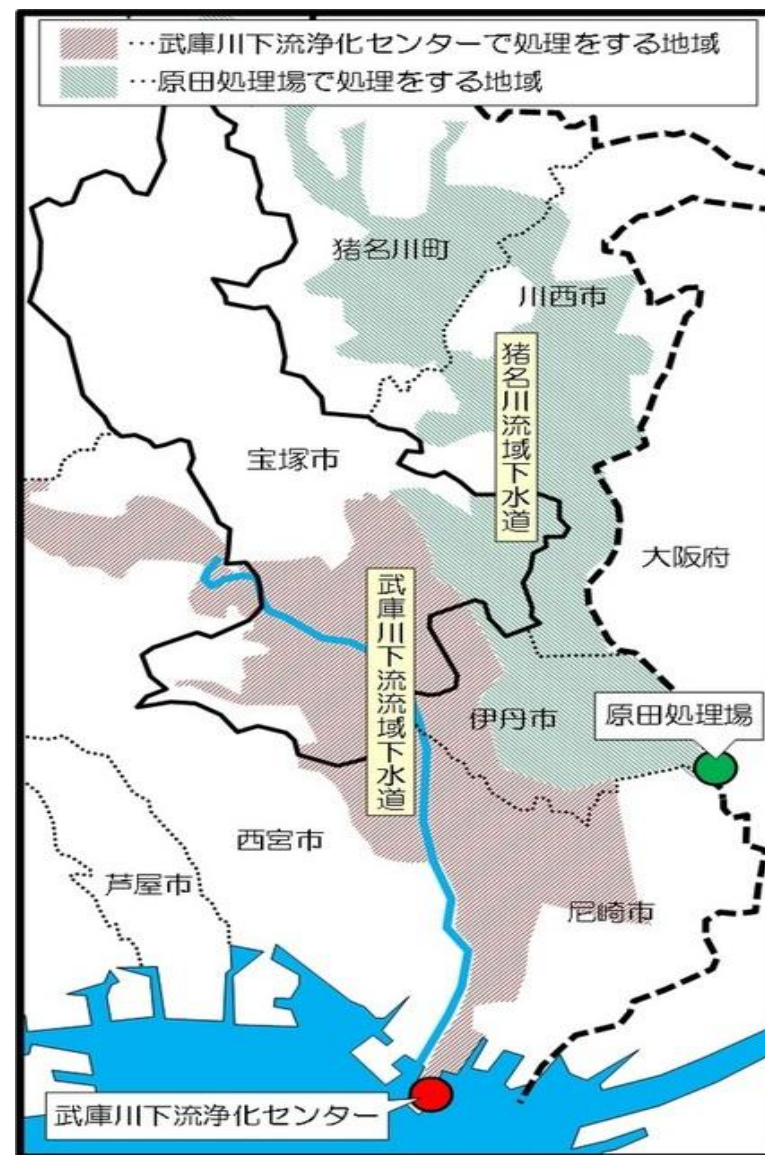 …武庫川下流浄化センターで処理をする地域
…原田処理場で処理をする地域
猪名川町
川西市
猪名川流域下水道
宝塚市
大阪府
武庫川下流流域下水道
伊丹市
原田処理場
西宮市
芦屋市
尼崎市
武庫川下流浄化センター